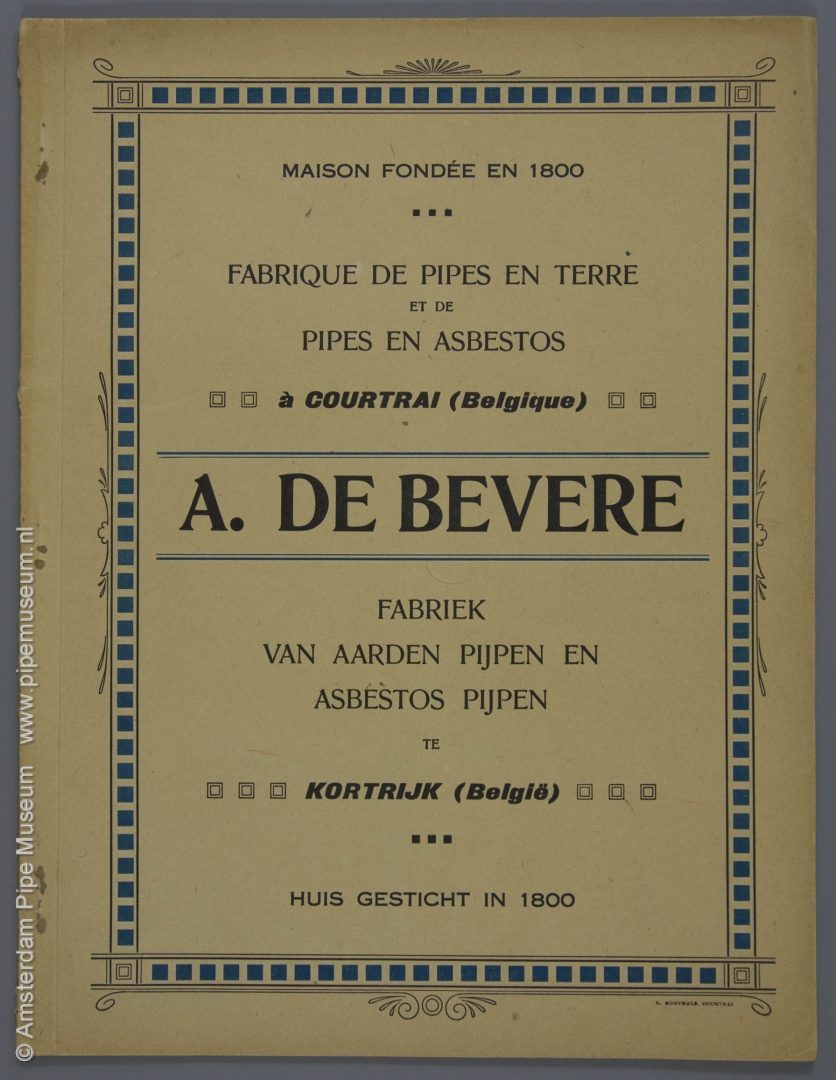 MAISON FONDÉE EN 1800
FABRIQUE DE PIPES EN TERRE
ET DE
PIPES EN ASBESTOS
à COURTRAI (Belgique)
A. DE BEVERE
FABRIEK
VAN AARDEN PIJPEN EN
ASBESTOS PIJPEN
TE
KORTRIJK (België)
HUIS GESTICHT IN 1800
L. COURTRAI
© Amsterdam Pipe Museum www.pipemuseum.nl